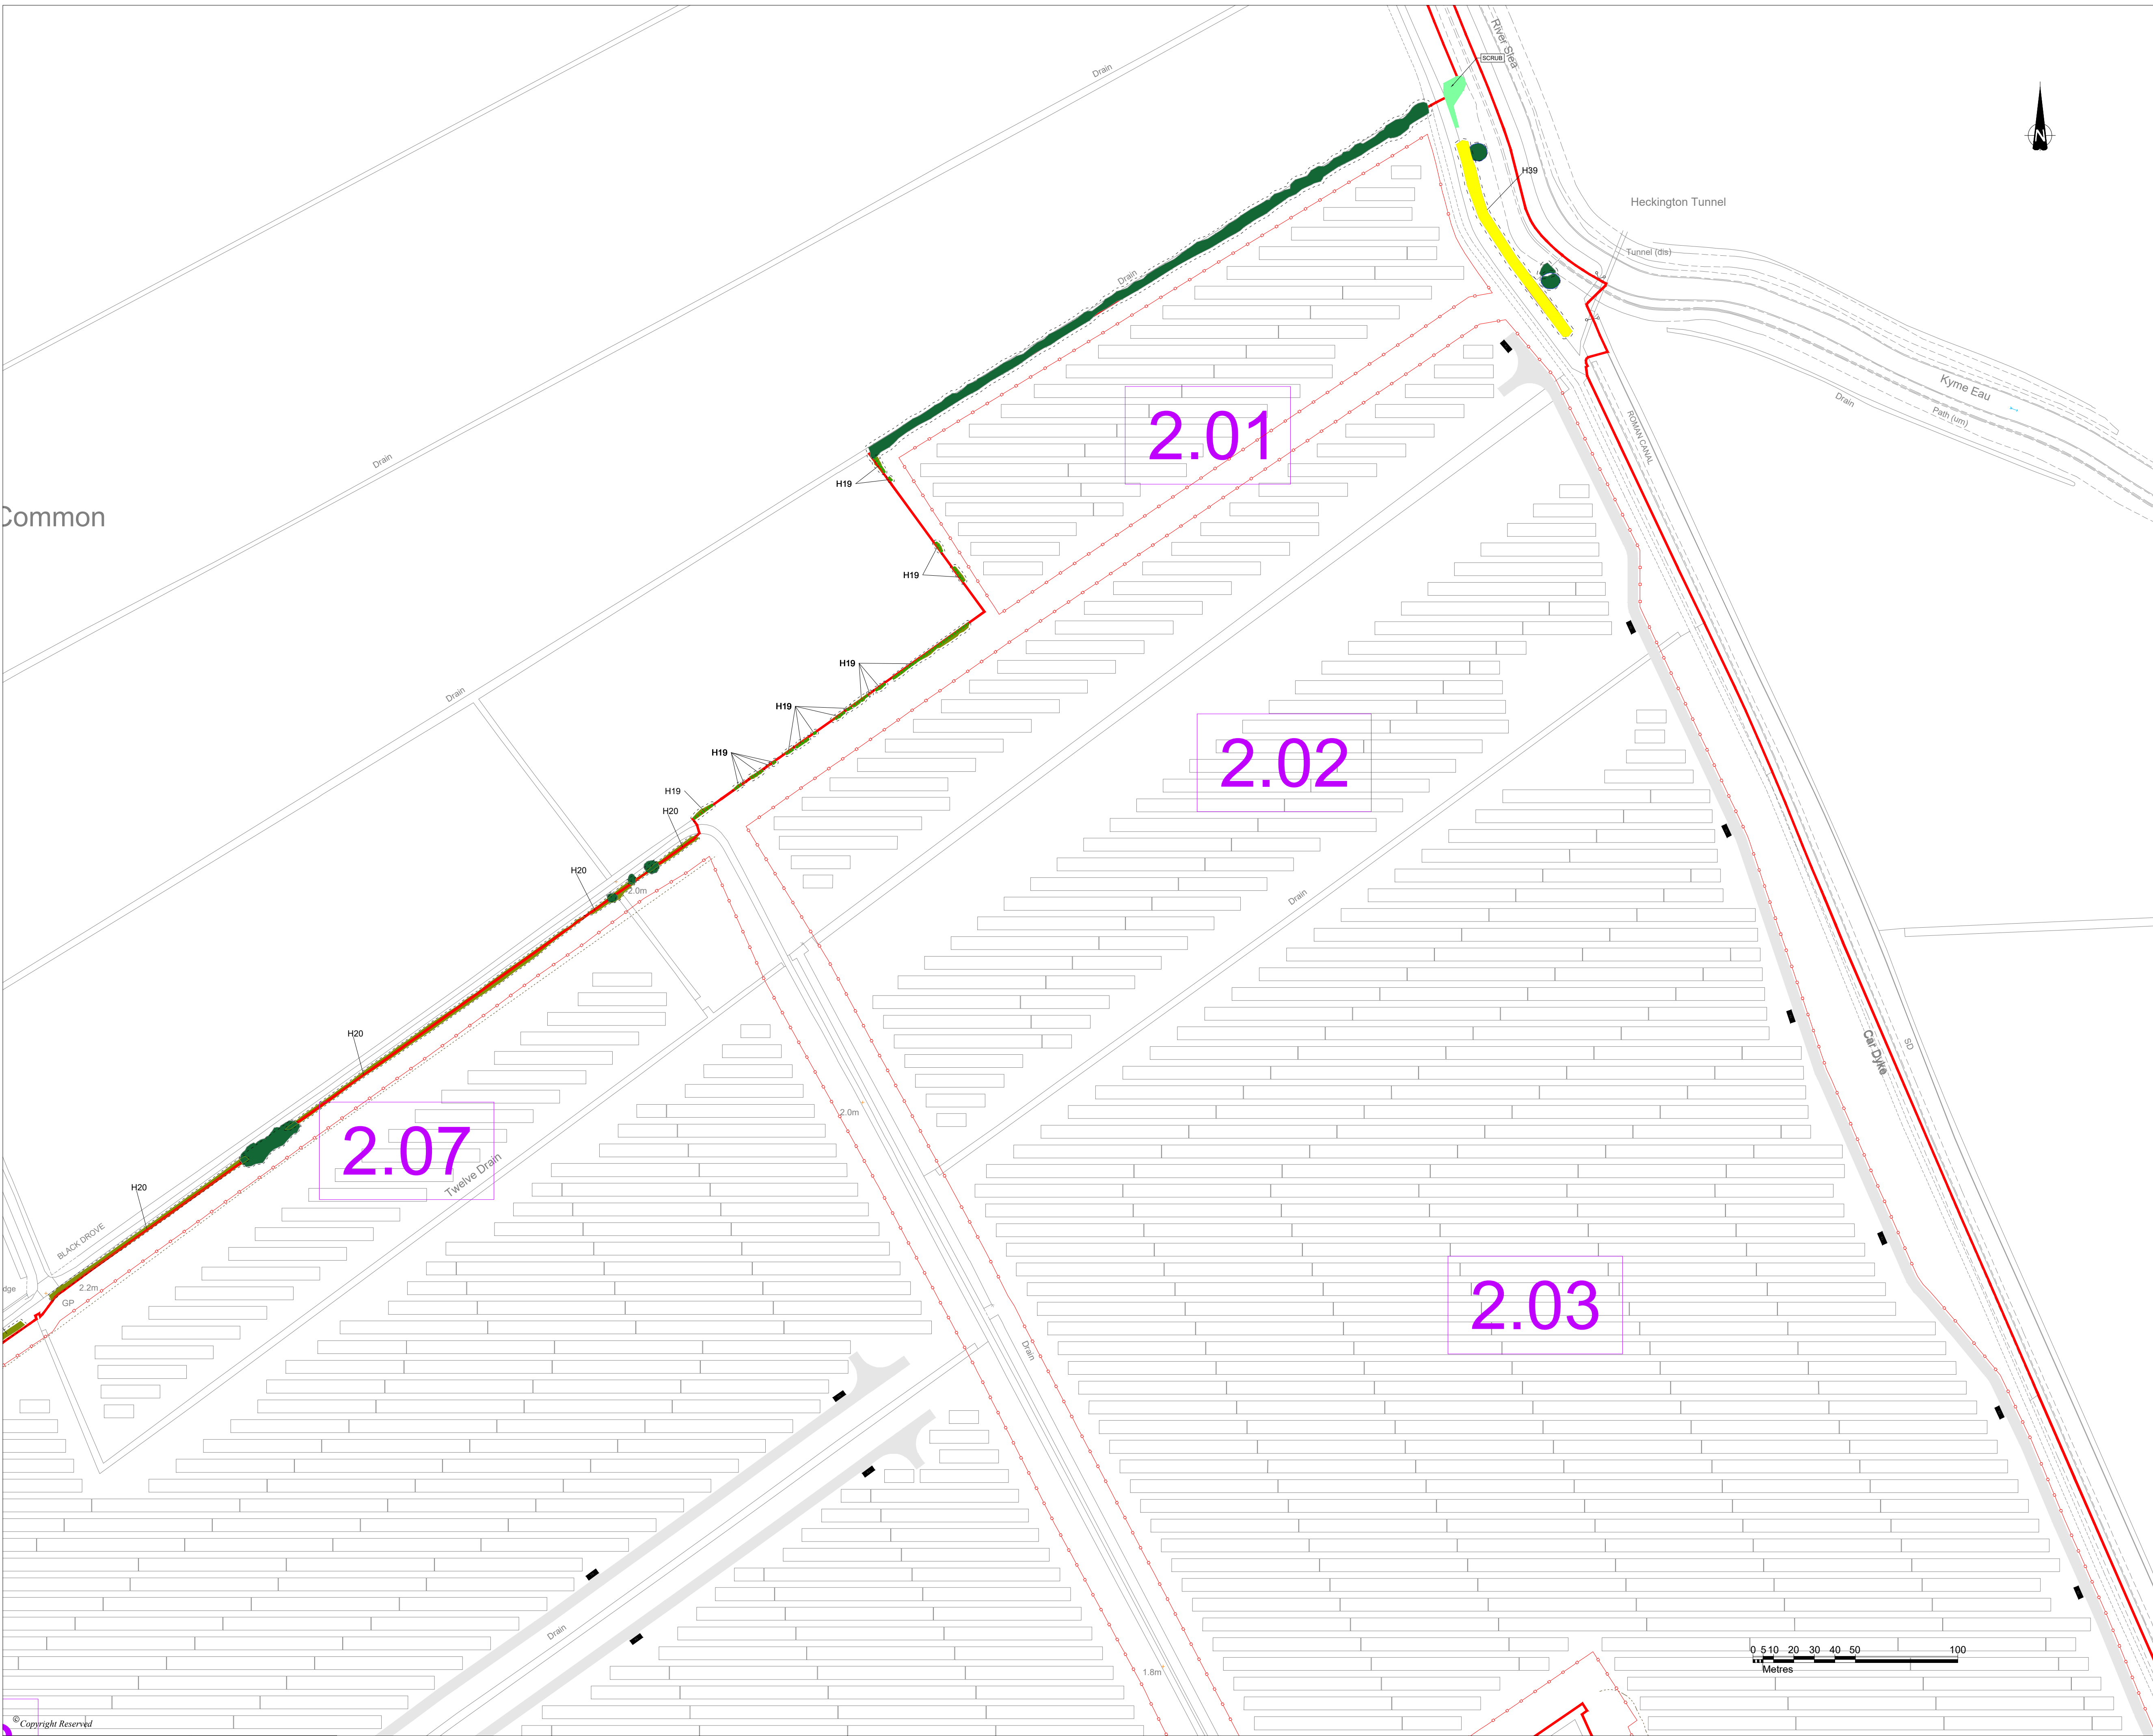 River Slea
SCRUB
Drain
N
H39
Heckington Tunnel
Tunnel (dis)
Drain
Kyme Eau
Drain
Path (um)
2.01
ROMAN CANAL
Drain
H19
Common
H19
H19
Drain
H19
2.02
H19
H19
H20
H20
2.0m
Drain
H20
Car Dyke
SD
2.0m
2.07
Twelve Drain
H20
BLACK DROVE
2.2m
GP
dge
2.03
Drain
Drain
1.8m
0 5 10 20 30 40 50 100
Metres
© Copyright Reserved